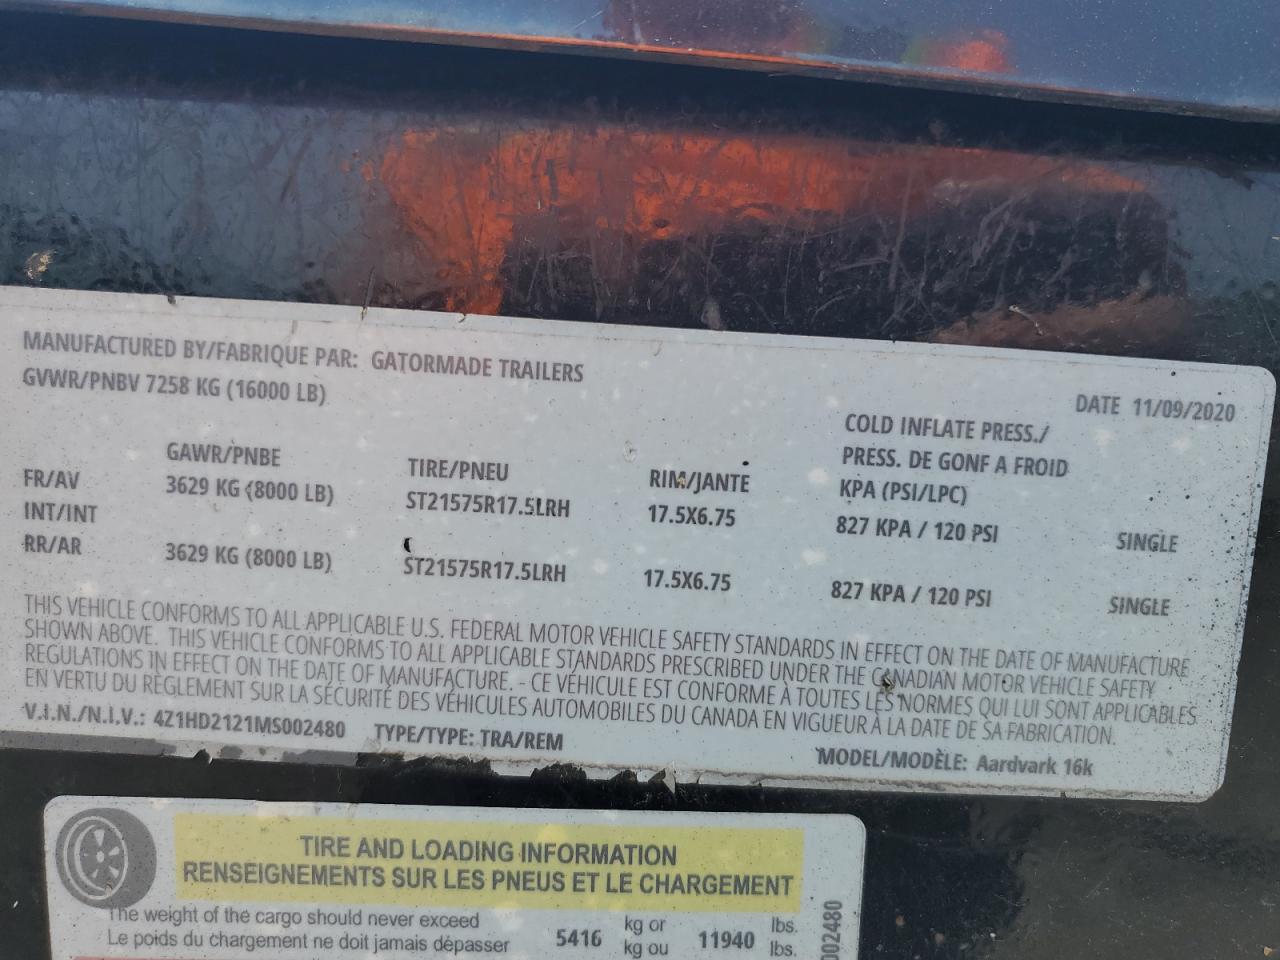 MANUFACTURED BY/FABRIQUE PAR: GATORMADE TRAILERS
GVWR/PNBV 7258 KG (16000 LB)
DATE 11/09/2020
GAWR/PNBE TIRE/PNEU RIM/JANTE COLD INFLATE PRESS./
PRESS. DE GONF A FROID
KPA (PSI/LPC)
FR/AV 3629 KG (8000 LB) ST21575R17.5LRH 17.5X6.75 827 KPA / 120 PSI SINGLE
INT/INT
RR/AR 3629 KG (8000 LB) ST21575R17.5LRH 17.5X6.75 827 KPA / 120 PSI SINGLE
THIS VEHICLE CONFORMS TO ALL APPLICABLE U.S. FEDERAL MOTOR VEHICLE SAFETY STANDARDS IN EFFECT ON THE DATE OF MANUFACTURE
SHOWN ABOVE. THIS VEHICLE CONFORMS TO ALL APPLICABLE STANDARDS PRESCRIBED UNDER THE CANADIAN MOTOR VEHICLE SAFETY
REGULATIONS IN EFFECT ON THE DATE OF MANUFACTURE. - CE VÉHICULE EST CONFORME À TOUTES LES NORMES QUI LUI SONT APPLICABLES
EN VERTU DU RÈGLEMENT SUR LA SÉCURITÉ DES VÉHICULES AUTOMOBILES DU CANADA EN VIGUEUR À LA DATE DE SA FABRICATION.
V.I.N./N.I.V.: 4Z1HD2121MS002480 TYPE/TYPE: TRA/REM MODEL/MODÈLE: Aardvark 16k
TIRE AND LOADING INFORMATION
RENSEIGNEMENTS SUR LES PNEUS ET LE CHARGEMENT
The weight of the cargo should never exceed
Le poids du chargement ne doit jamais dépasser
5416 kg or 11940 lbs.
kg ou lbs.
002480